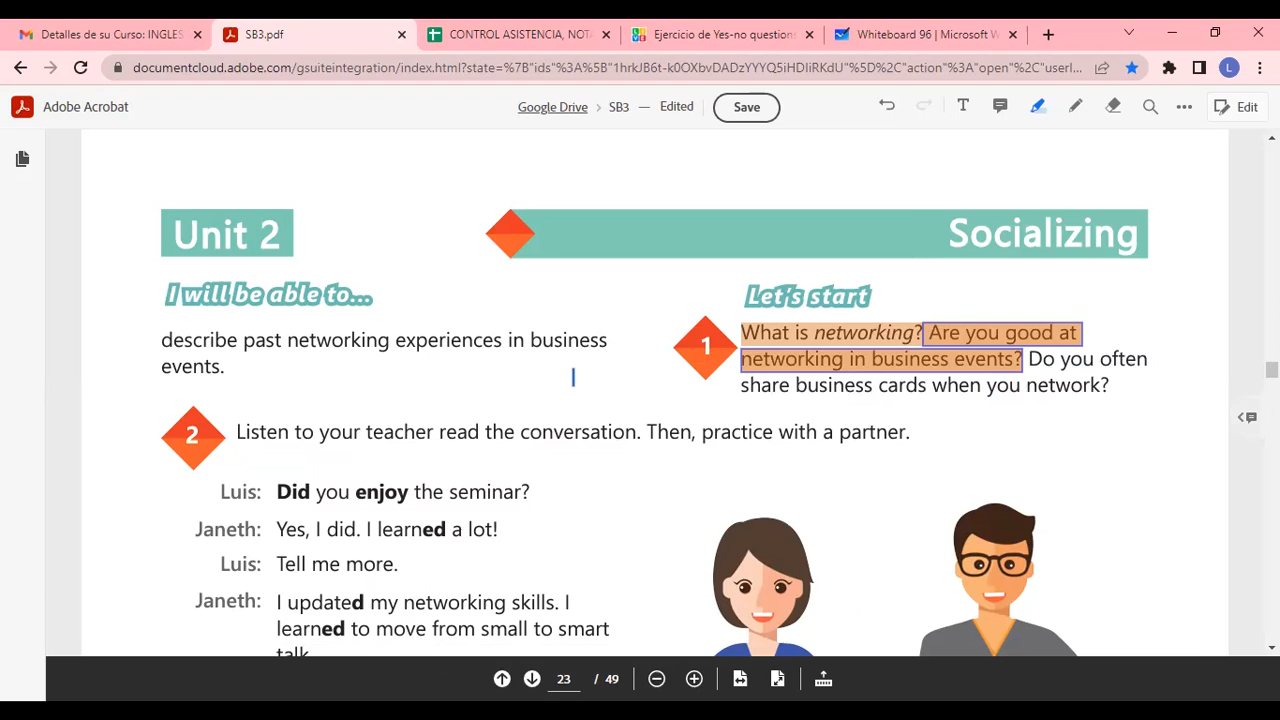 Detalles de su Curso: INGLES
SB3.pdf
CONTROL ASISTENCIA, NOT
Ejercicio de Yes-no questions
Whiteboard 96 | Microsoft W
documentcloud.adobe.com/gsuiteintegration/index.html?state=%7B"ids"%3A%5B"1hrkJB6t-k0OXbvDADzYYYQ5iHDIiRKdU"%5D%2C"action"%3A"open"%2C"userI...
L
Adobe Acrobat
Google Drive > SB3 — Edited
Save
Edit
Unit 2
Socializing
I will be able to...
describe past networking experiences in business
events.
Let's start
1
What is networking? Are you good at
networking in business events? Do you often
share business cards when you network?
2
Listen to your teacher read the conversation. Then, practice with a partner.
Luis: Did you enjoy the seminar?
Janeth: Yes, I did. I learned a lot!
Luis: Tell me more.
Janeth: I updated my networking skills. I
learned to move from small to smart
talk
23 / 49